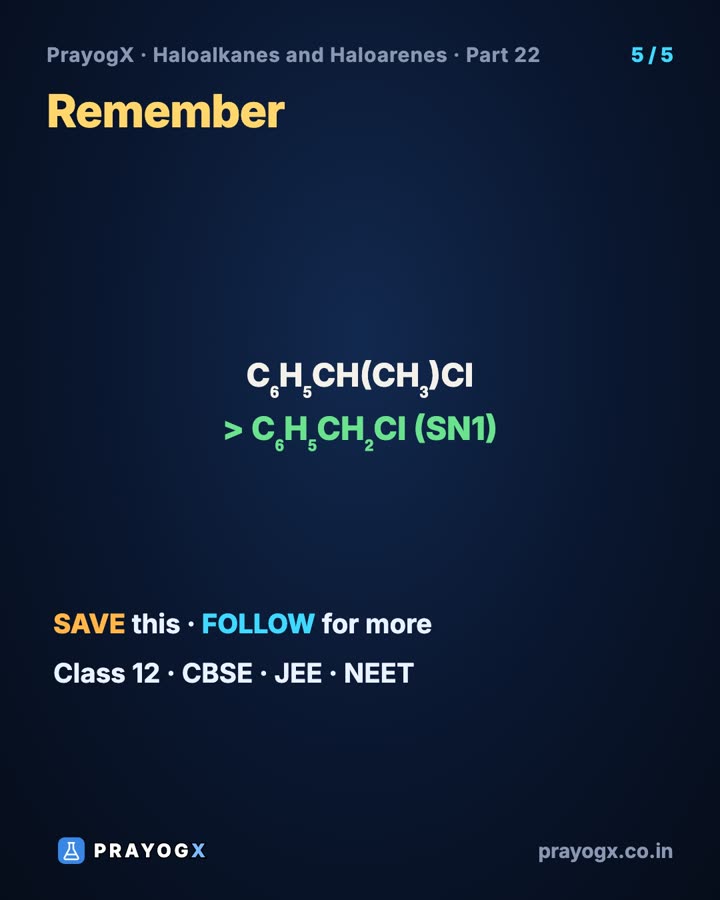 PrayogX · Haloalkanes and Haloarenes · Part 22
5 / 5
Remember
C₆H₅CH(CH₃)Cl
> C₆H₅CH₂Cl (SN1)
SAVE this · FOLLOW for more
Class 12 · CBSE · JEE · NEET
PRAYOGX
prayogx.co.in